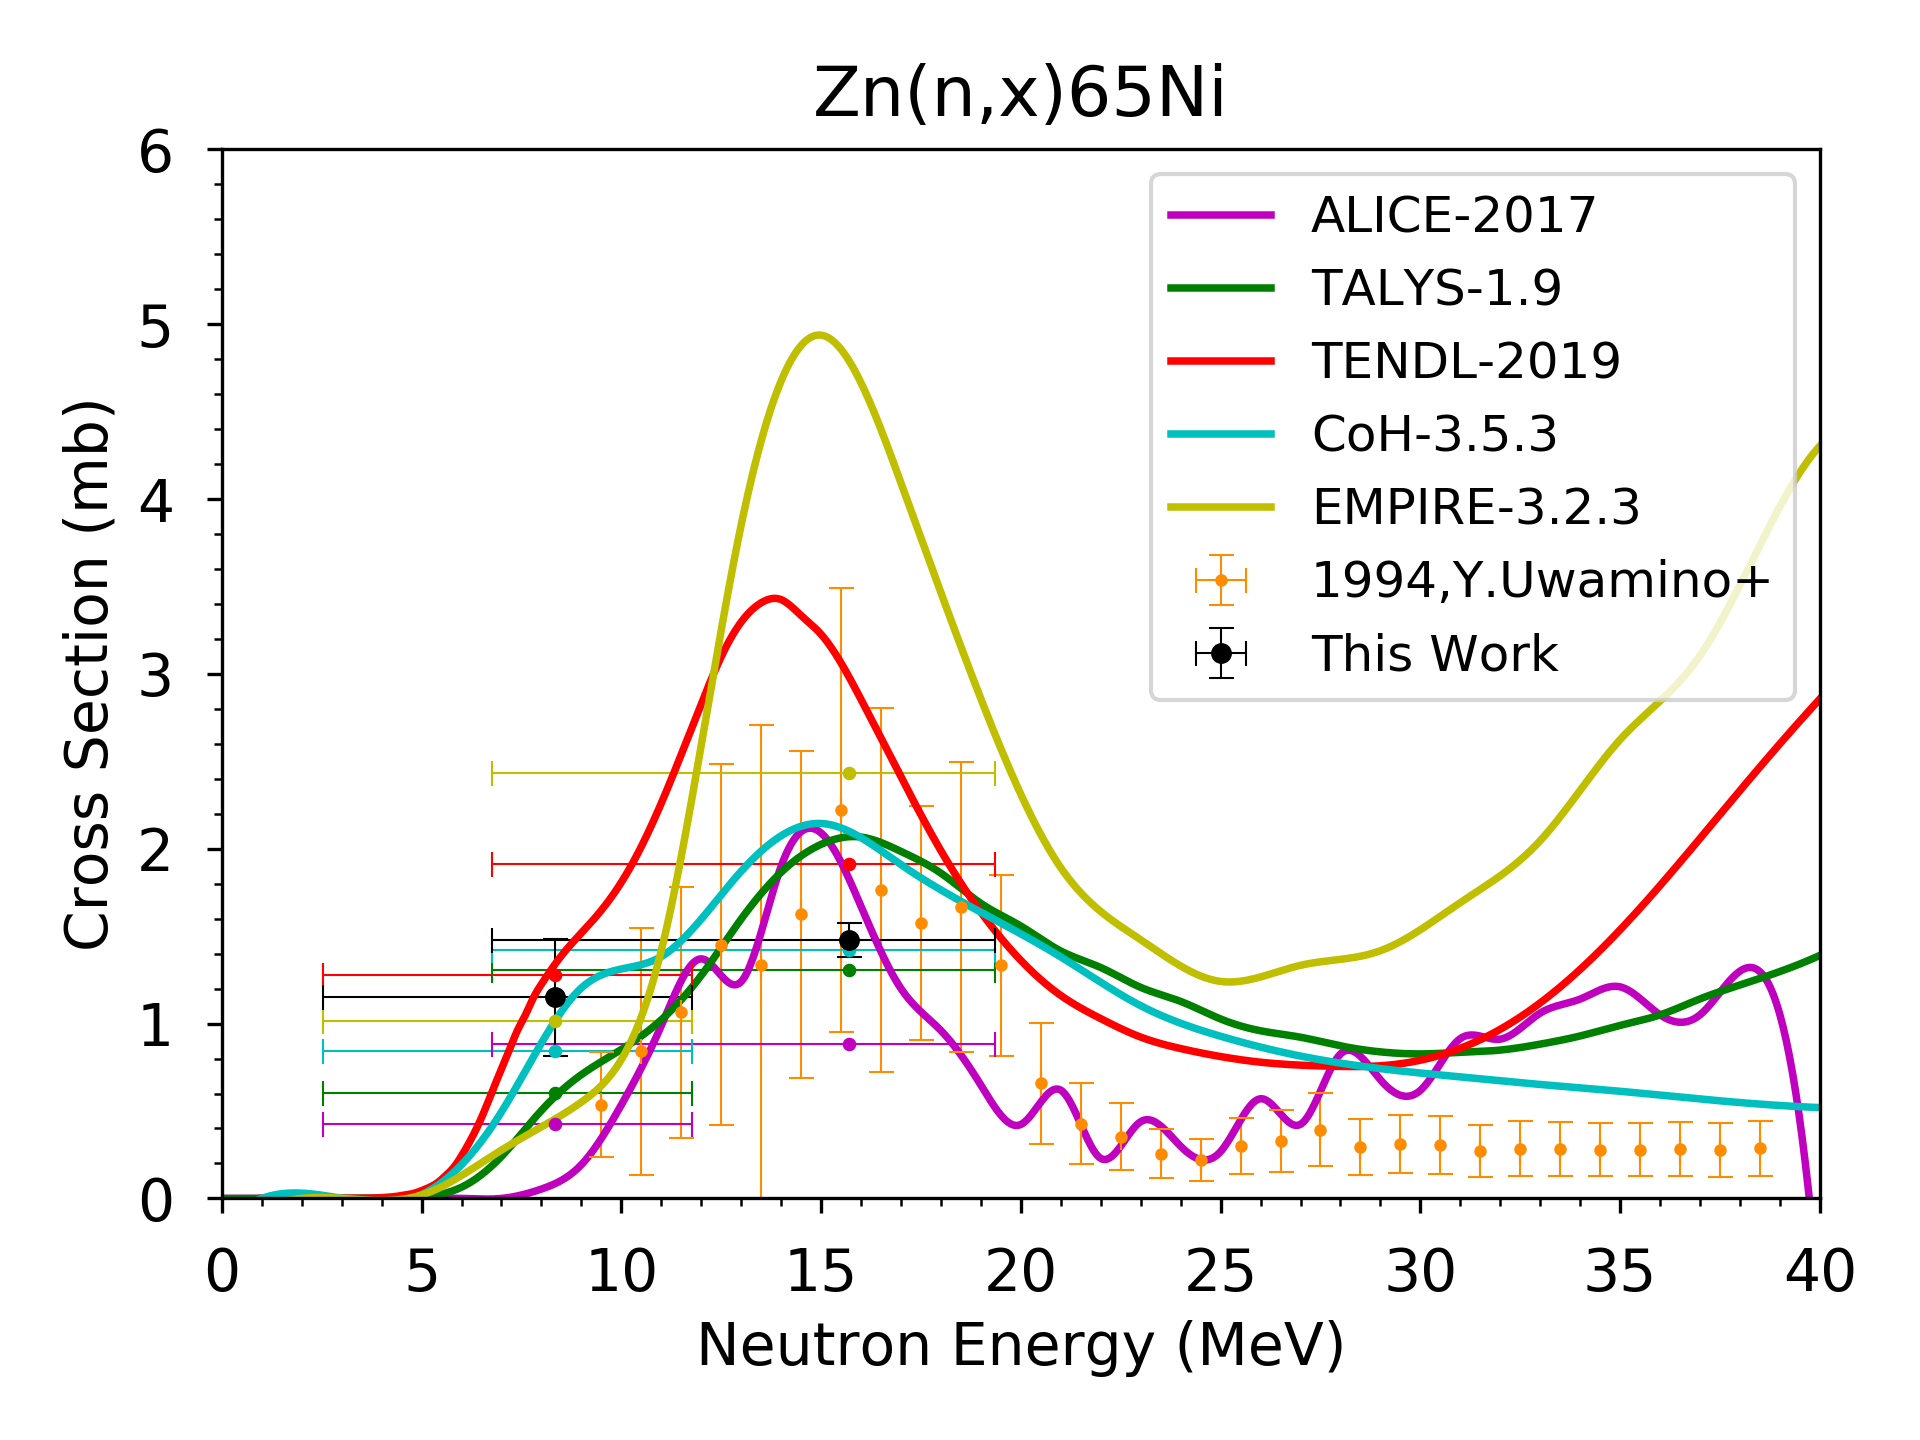 Zn(n,x)65Ni
6
5
4
3
2
1
0
Cross Section (mb)
ALICE-2017
TALYS-1.9
TENDL-2019
CoH-3.5.3
EMPIRE-3.2.3
1994,Y.Uwamino+
This Work
0 5 10 15 20 25 30 35 40
Neutron Energy (MeV)